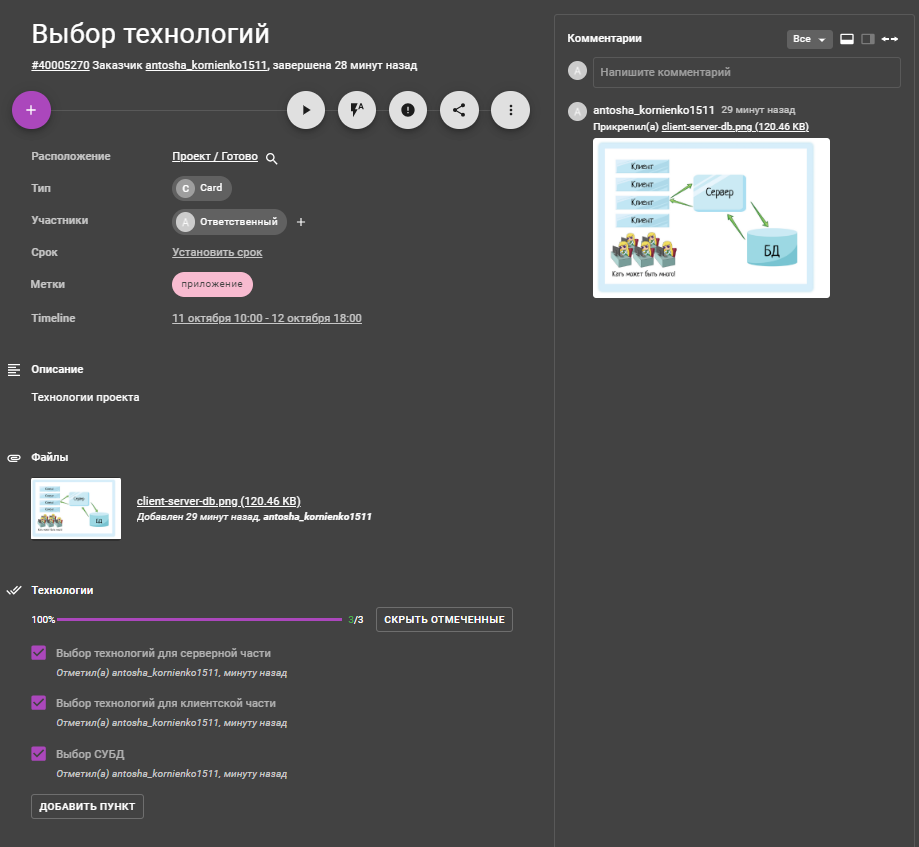 Выбор технологий
#40005270 Заказчик antosha_kornienko1511, завершена 28 минут назад
Расположение
Проект / Готово
Тип
C Card
Участники
A Ответственный +
Срок
Установить срок
Метки
приложение
Timeline
11 октября 10:00 - 12 октября 18:00
Описание
Технологии проекта
Файлы
client-server-db.png (120.46 KB)
Добавлен 29 минут назад, antosha_kornienko1511
Технологии
100%
3/3
СКРЫТЬ ОТМЕЧЕННЫЕ
Выбор технологий для серверной части
Отметил(а) antosha_kornienko1511, минуту назад
Выбор технологий для клиентской части
Отметил(а) antosha_kornienko1511, минуту назад
Выбор СУБД
Отметил(а) antosha_kornienko1511, минуту назад
ДОБАВИТЬ ПУНКТ
Комментарии
Все
A
Напишите комментарий
A
antosha_kornienko1511 29 минут назад
Прикрепил(а) client-server-db.png (120.46 KB)
Клиент
Клиент
Клиент
Клиент
Сервер
БД